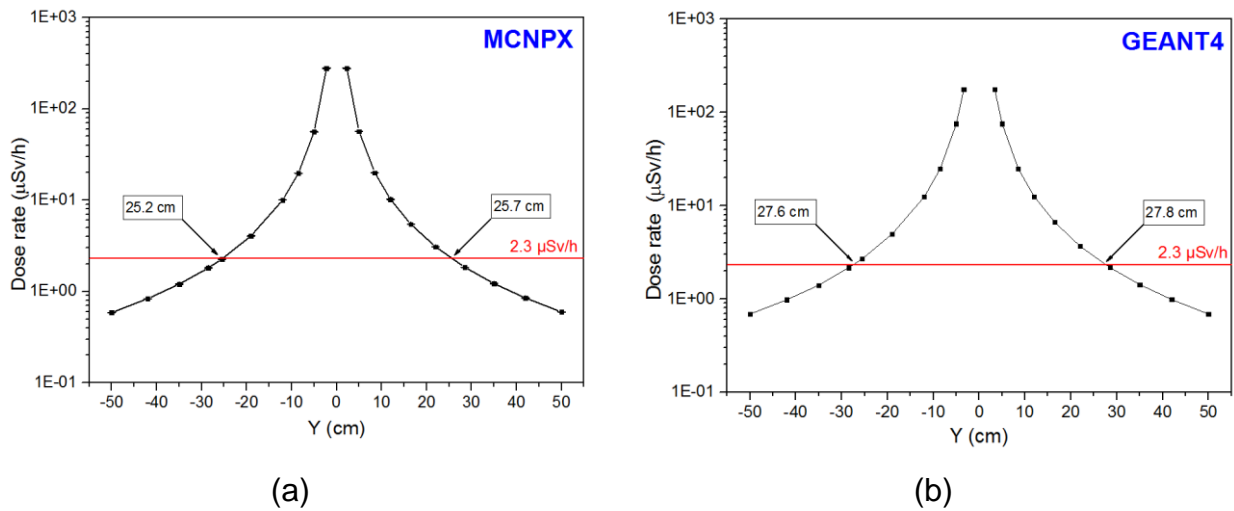 MCNPX
1E+03
1E+02
1E+01
1E+00
1E-01
Dose rate (μSv/h)
25.2 cm
25.7 cm
2.3 μSv/h
-50 -40 -30 -20 -10 0 10 20 30 40 50
Y (cm)
(a)
GEANT4
1E+03
1E+02
1E+01
1E+00
1E-01
Dose rate (μSv/h)
27.6 cm
27.8 cm
2.3 μSv/h
-50 -40 -30 -20 -10 0 10 20 30 40 50
Y (cm)
(b)